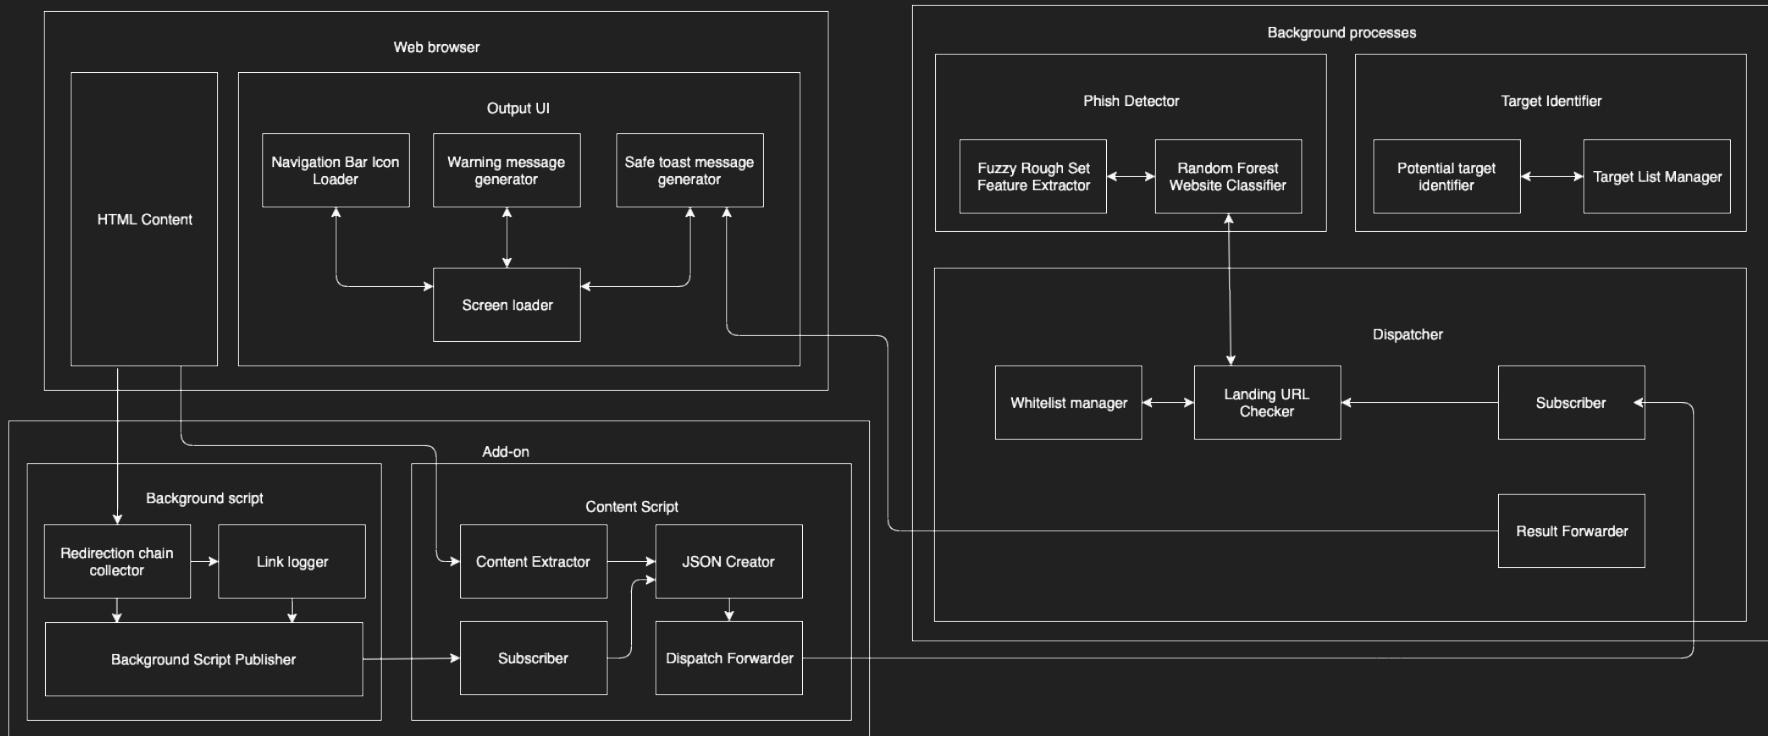 Web browser
HTML Content
Output UI
Navigation Bar Icon
Loader
Warning message
generator
Safe toast message
generator
Screen loader
Add-on
Background script
Redirection chain
collector
Link logger
Background Script Publisher
Content Script
Content Extractor
JSON Creator
Subscriber
Dispatch Forwarder
Background processes
Phish Detector
Fuzzy Rough Set
Feature Extractor
Random Forest
Website Classifier
Target Identifier
Potential target
identifier
Target List Manager
Dispatcher
Whitelist manager
Landing URL
Checker
Subscriber
Result Forwarder